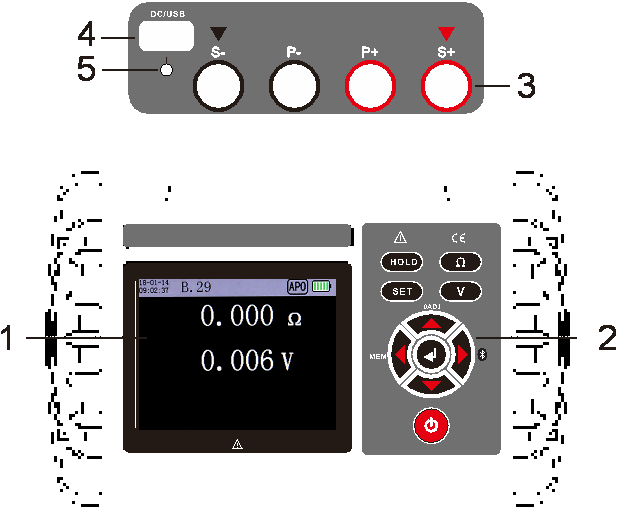 DC/USB
4
5
S-
P-
P+
S+
3
HOLD
Ω
SET
V
0ADJ
MEM
18-01-14
09:02:37
B.29
APO
0.000 Ω
0.006 V
1
2
CE